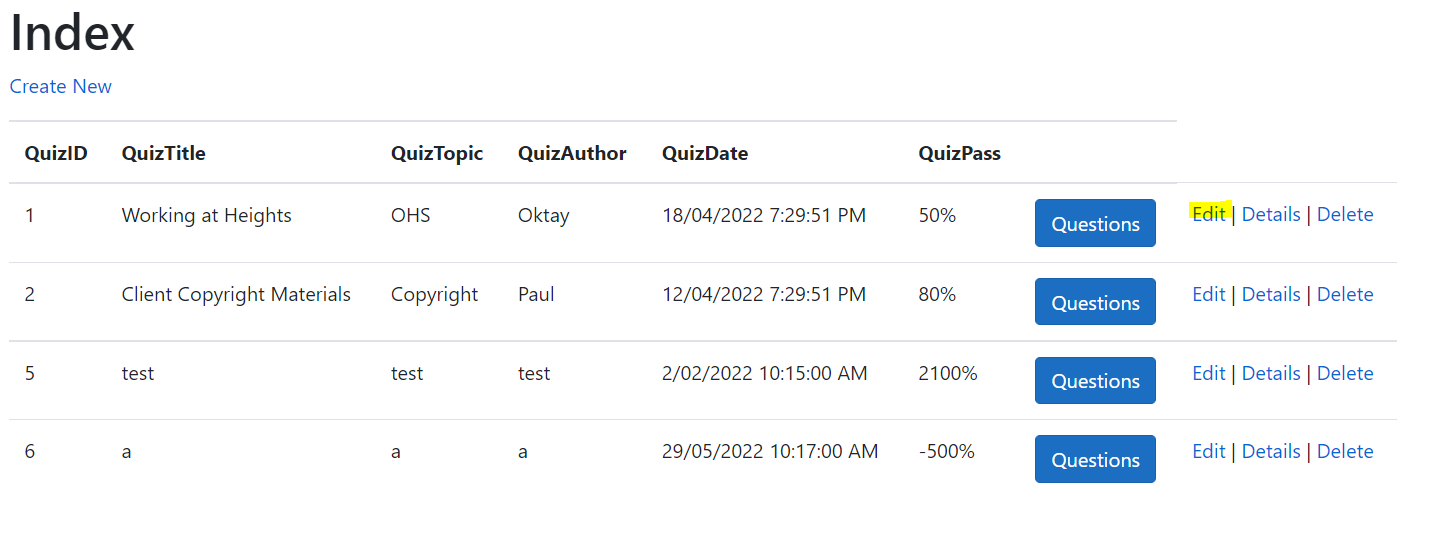 Index
Create New
QuizID QuizTitle QuizTopic QuizAuthor QuizDate QuizPass
1 Working at Heights OHS Oktay 18/04/2022 7:29:51 PM 50% Questions Edit | Details | Delete
2 Client Copyright Materials Copyright Paul 12/04/2022 7:29:51 PM 80% Questions Edit | Details | Delete
5 test test test 2/02/2022 10:15:00 AM 2100% Questions Edit | Details | Delete
6 a a a 29/05/2022 10:17:00 AM -500% Questions Edit | Details | Delete